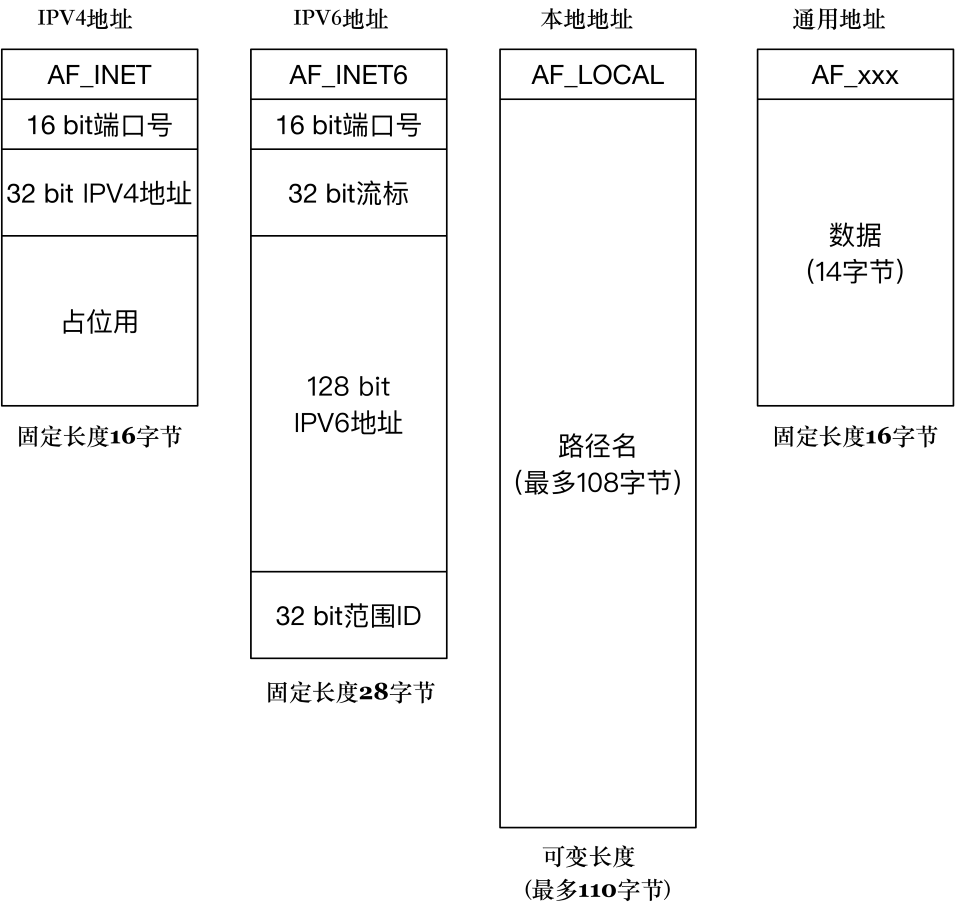 IPV4地址
AF_INET
16 bit端口号
32 bit IPV4地址
占位用
固定长度16字节
IPV6地址
AF_INET6
16 bit端口号
32 bit流标
128 bit
IPV6地址
32 bit范围ID
固定长度28字节
本地地址
AF_LOCAL
路径名
(最多108字节)
可变长度
(最多110字节)
通用地址
AF_xxx
数据
(14字节)
固定长度16字节